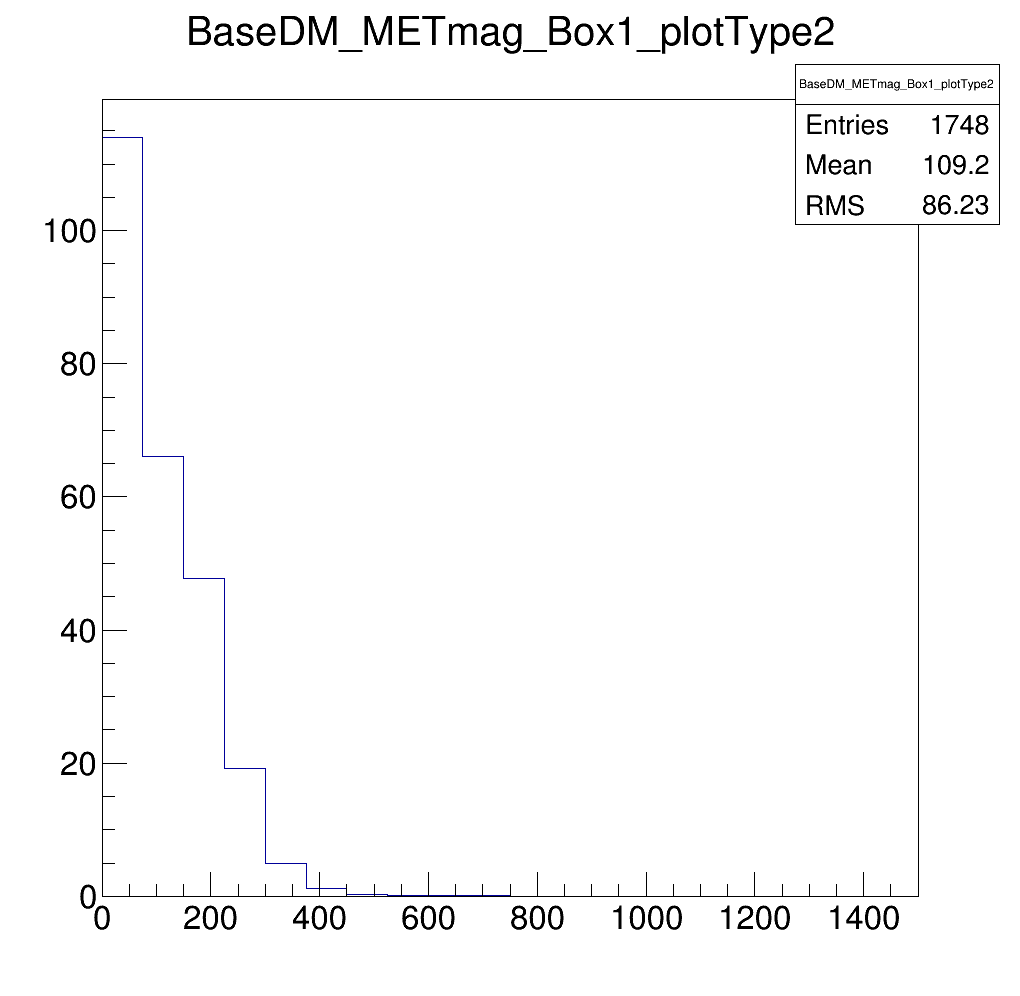 BaseDM_METmag_Box1_plotType2
BaseDM_METmag_Box1_plotType2
Entries 1748
Mean 109.2
RMS 86.23
100
80
60
40
20
0
0 200 400 600 800 1000 1200 1400